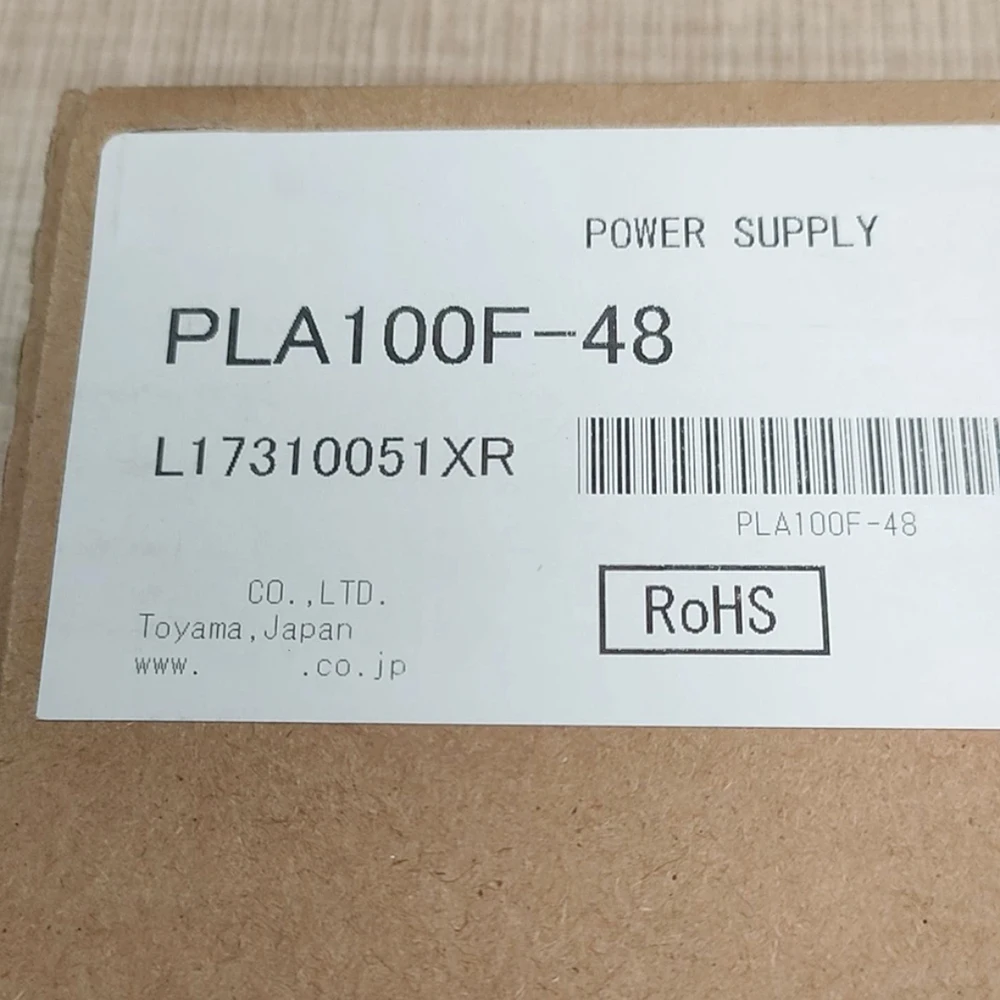 POWER SUPPLY
PLA100F-48
L17310051XR
PLA100F-48
RoHS
CO.,LTD.
Toyama,Japan
www. .co.jp